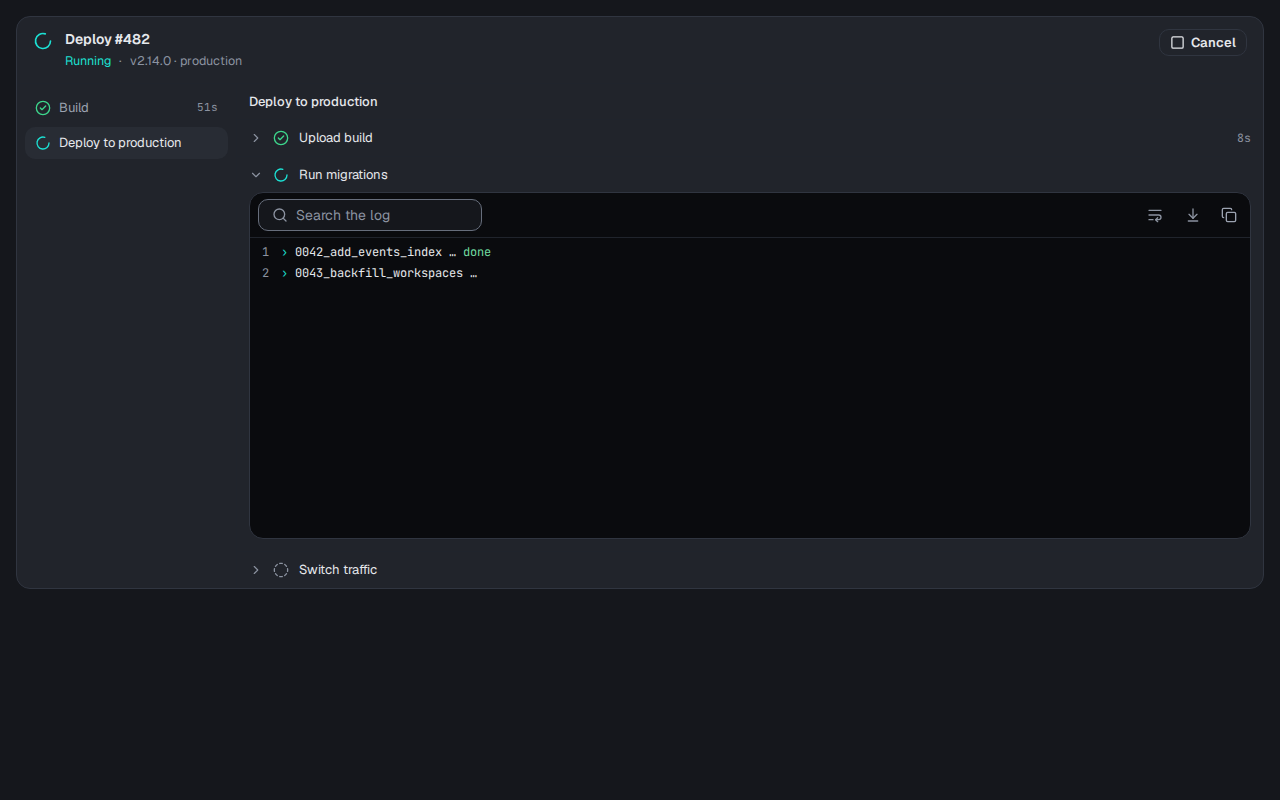 Deploy #482
Running · v2.14.0 · production
Cancel
Build 51s
Deploy to production
Deploy to production
Upload build 8s
Run migrations
Search the log
1 › 0042_add_events_index … done
2 › 0043_backfill_workspaces …
Switch traffic